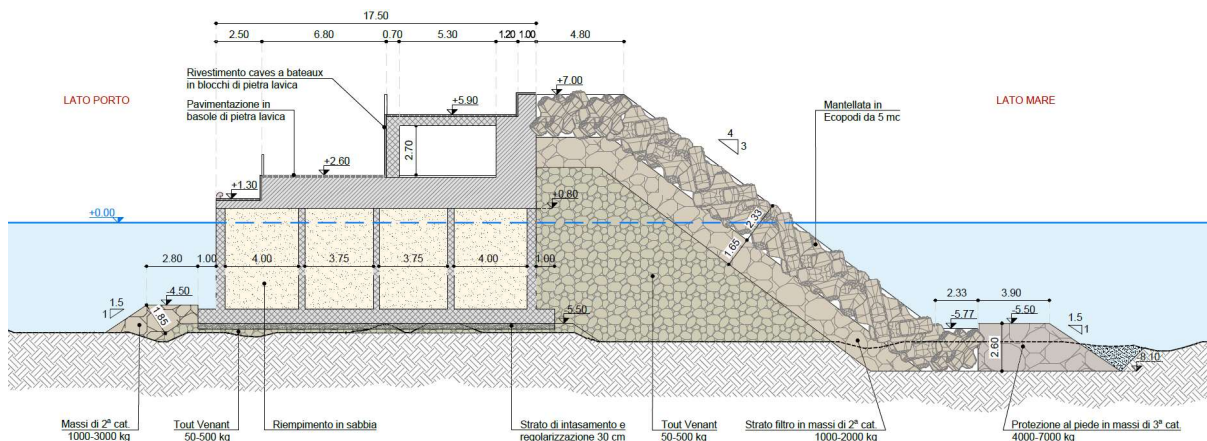 17.50
2.50
6.80
0.70
5.30
1.20
1.00
4.80
Rivestimento caves a bateaux
in blocchi di pietra lavica
LATO PORTO
Pavimentazione in
basole di pietra lavica
+7.00
+5.90
Mantellata in
Ecopodi da 5 mc
LATO MARE
4
3
2.70
+2.60
+1.30
+0.80
+0.00
2.33
1.65
2.80
1.00
4.00
3.75
3.75
4.00
1.00
-4.50
1.5
1
1.85
-5.50
2.33
3.90
-5.77
-5.50
1.5
1
2.60
-8.10
Massi di 2ª cat.
1000-3000 kg
Tout Venant
50-500 kg
Riempimento in sabbia
Strato di intasamento e
regolarizzazione 30 cm
Tout Venant
50-500 kg
Strato filtro in massi di 2ª cat.
1000-2000 kg
Protezione al piede in massi di 3ª cat.
4000-7000 kg